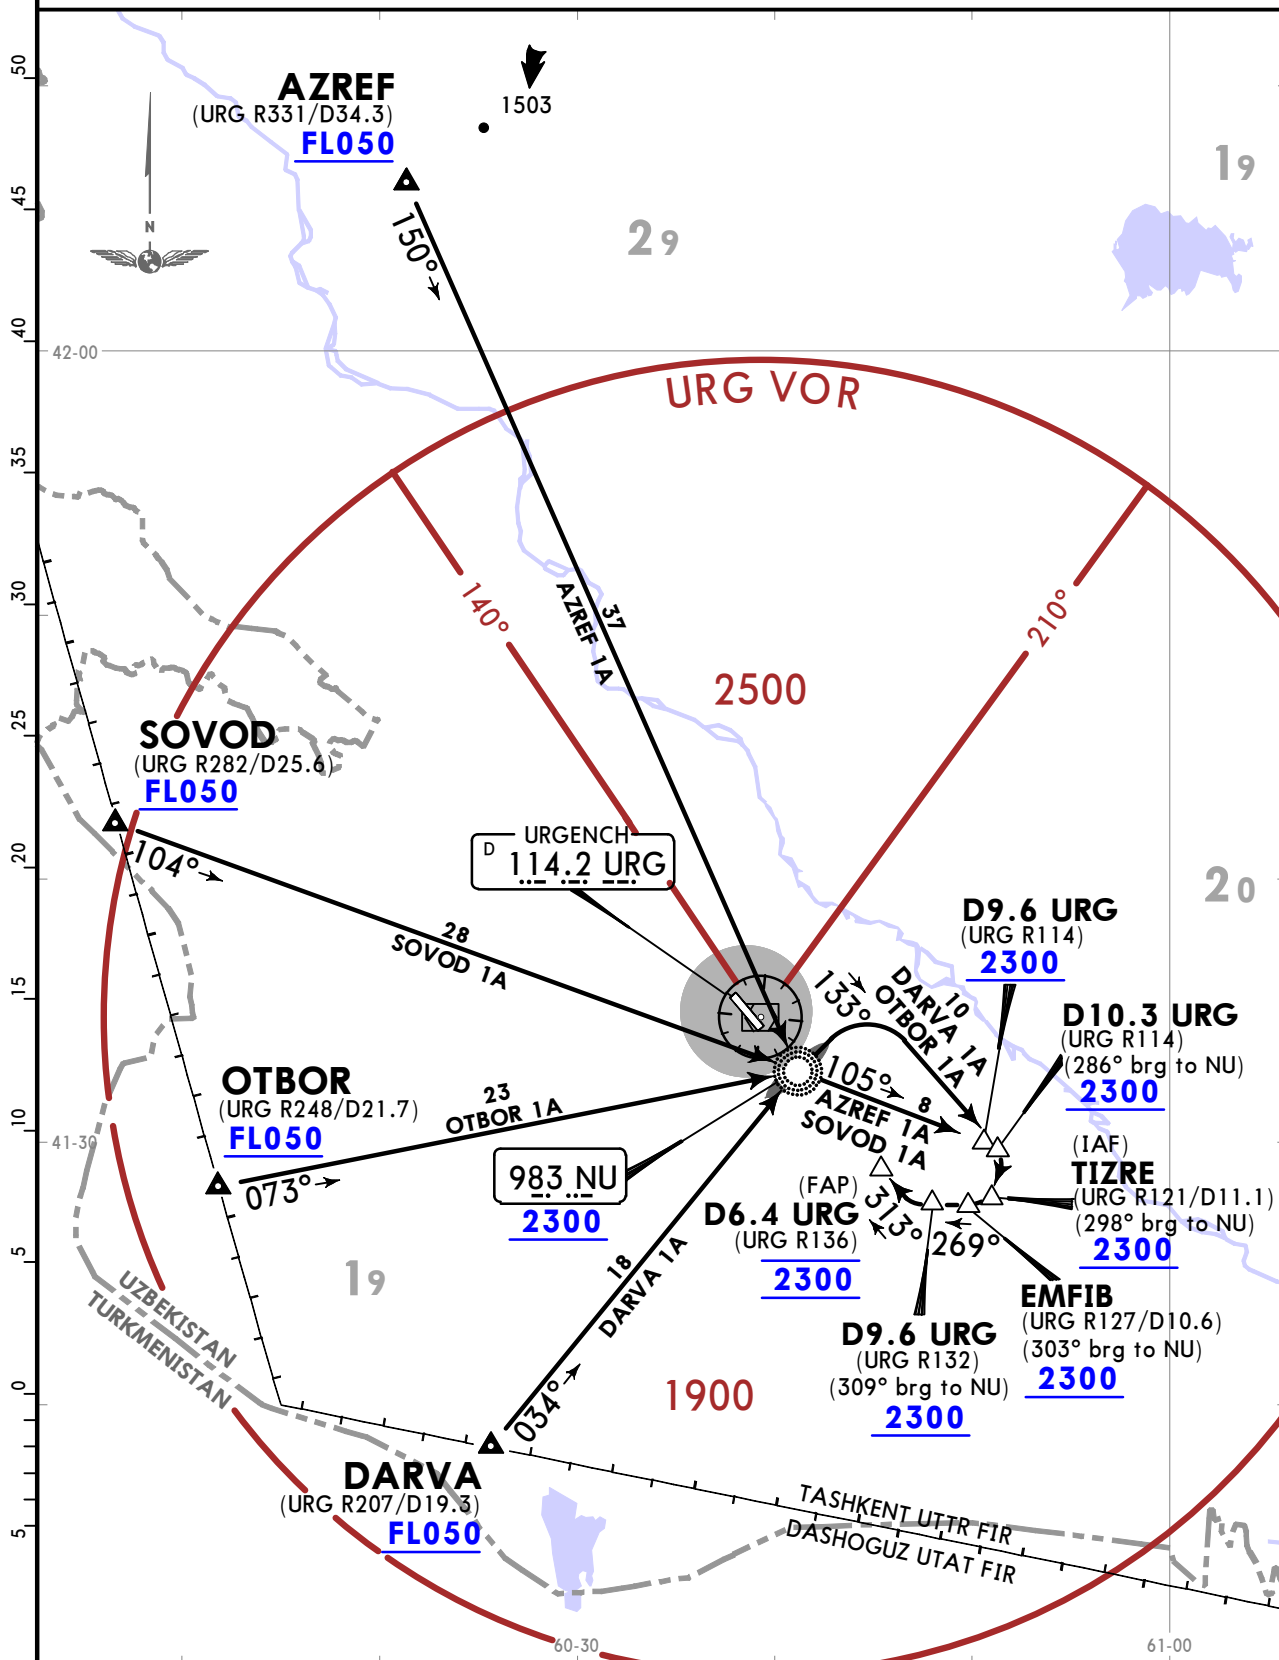 50
45
40
35
30
25
20
15
10
5
0
5
AZREF
(URG R331/D34.3)
FL050
1503
N
19
29
150°
42-00
URG VOR
140°
210°
37
AZREF 1A
2500
SOVOD
(URG R282/D25.6)
FL050
104°
28
SOVOD 1A
URGENCH
D 114.2 URG
20
D9.6 URG
(URG R114)
2300
133°
10
DARVA 1A
OTBOR 1A
D10.3 URG
(URG R114)
(286° brg to NU)
2300
105°
8
AZREF 1A
SOVOD 1A
OTBOR
(URG R248/D21.7)
FL050
41-30
073°
23
OTBOR 1A
983 NU
2300
(IAF)
TIZRE
(URG R121/D11.1)
(298° brg to NU)
2300
(FAP)
D6.4 URG
(URG R136)
2300
313°
269°
EMFIB
(URG R127/D10.6)
(303° brg to NU)
2300
D9.6 URG
(URG R132)
(309° brg to NU)
2300
19
18
DARVA 1A
034°
1900
UZBEKISTAN
TURKMENISTAN
DARVA
(URG R207/D19.3)
FL050
TASHKENT UTTR FIR
DASHOGUZ UTAT FIR
60-30
61-00